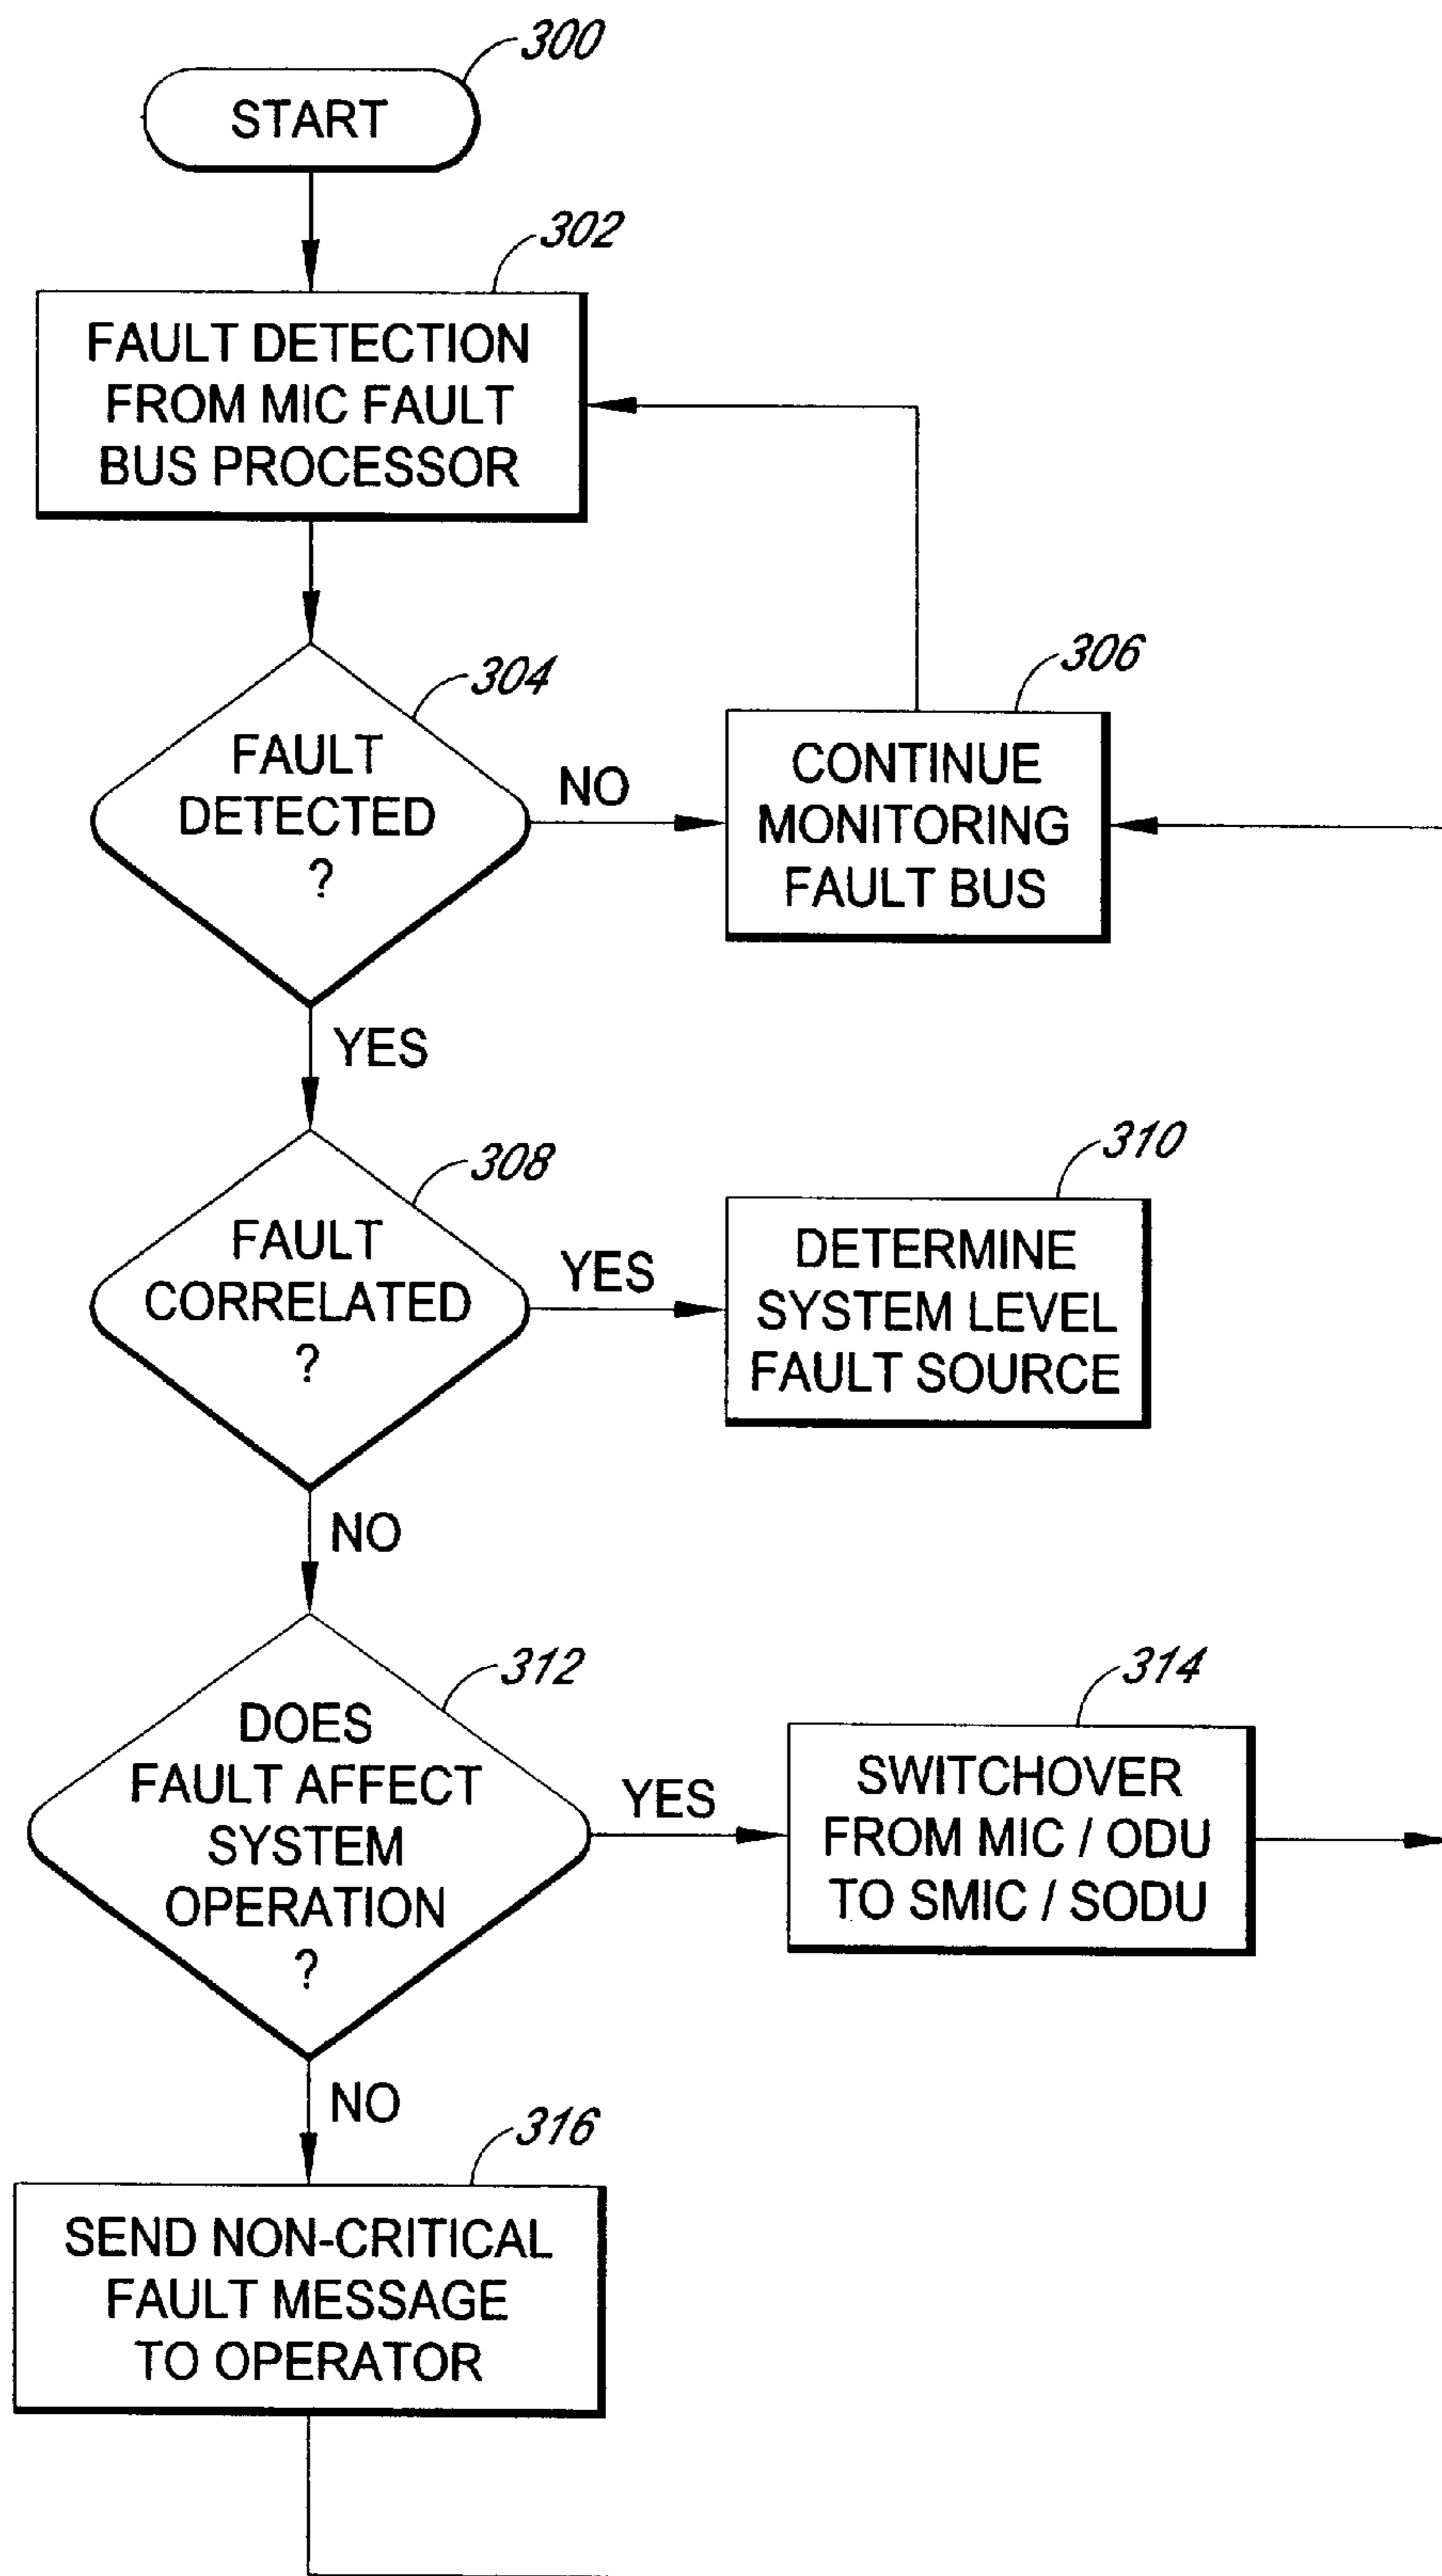 300
START
302
FAULT DETECTION
FROM MIC FAULT
BUS PROCESSOR
304
FAULT
DETECTED
?
NO
306
CONTINUE
MONITORING
FAULT BUS
YES
308
FAULT
CORRELATED
?
YES
310
DETERMINE
SYSTEM LEVEL
FAULT SOURCE
NO
312
DOES
FAULT AFFECT
SYSTEM
OPERATION
?
YES
314
SWITCHOVER
FROM MIC / ODU
TO SMIC / SODU
NO
316
SEND NON-CRITICAL
FAULT MESSAGE
TO OPERATOR